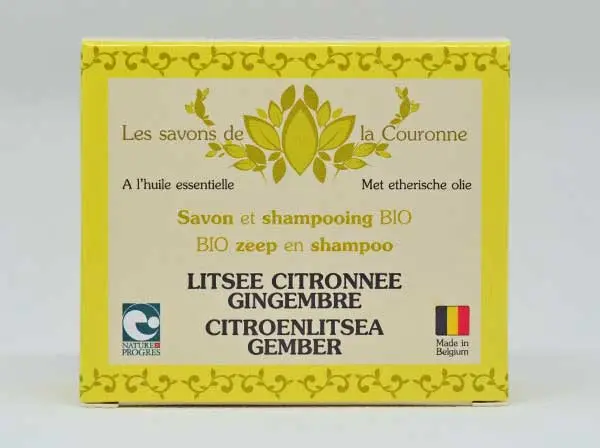 Les savons de la Couronne
A l'huile essentielle Met etherische olie
Savon et shampooing BIO
BIO zeep en shampoo
LITSEE CITRONNEE
GINGEMBRE
CITROENLITSEA
GEMBER
NATURE
PROGRES
Made in
Belgium